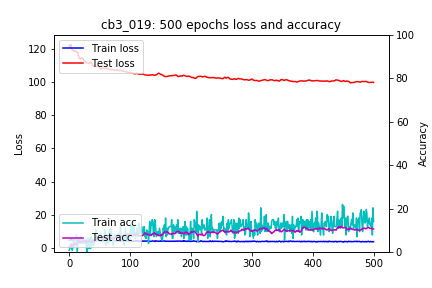 cb3_019: 500 epochs loss and accuracy
Train loss
Test loss
Train acc
Test acc
Loss
Accuracy
120
100
80
60
40
20
0
100
80
60
40
20
0
0
100
200
300
400
500